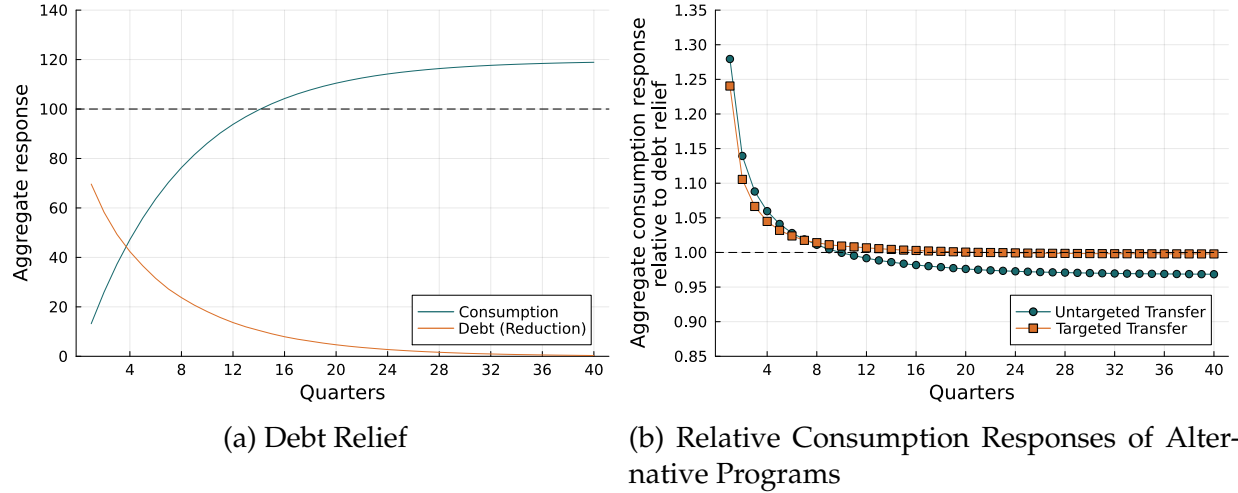 140
120
100
80
60
40
20
0
Aggregate response
4 8 12 16 20 24 28 32 36 40
Quarters
Consumption
Debt (Reduction)
(a) Debt Relief
1.35
1.30
1.25
1.20
1.15
1.10
1.05
1.00
0.95
0.90
0.85
Aggregate consumption response
relative to debt relief
4 8 12 16 20 24 28 32 36 40
Quarters
Untargeted Transfer
Targeted Transfer
(b) Relative Consumption Responses of Alter-
native Programs